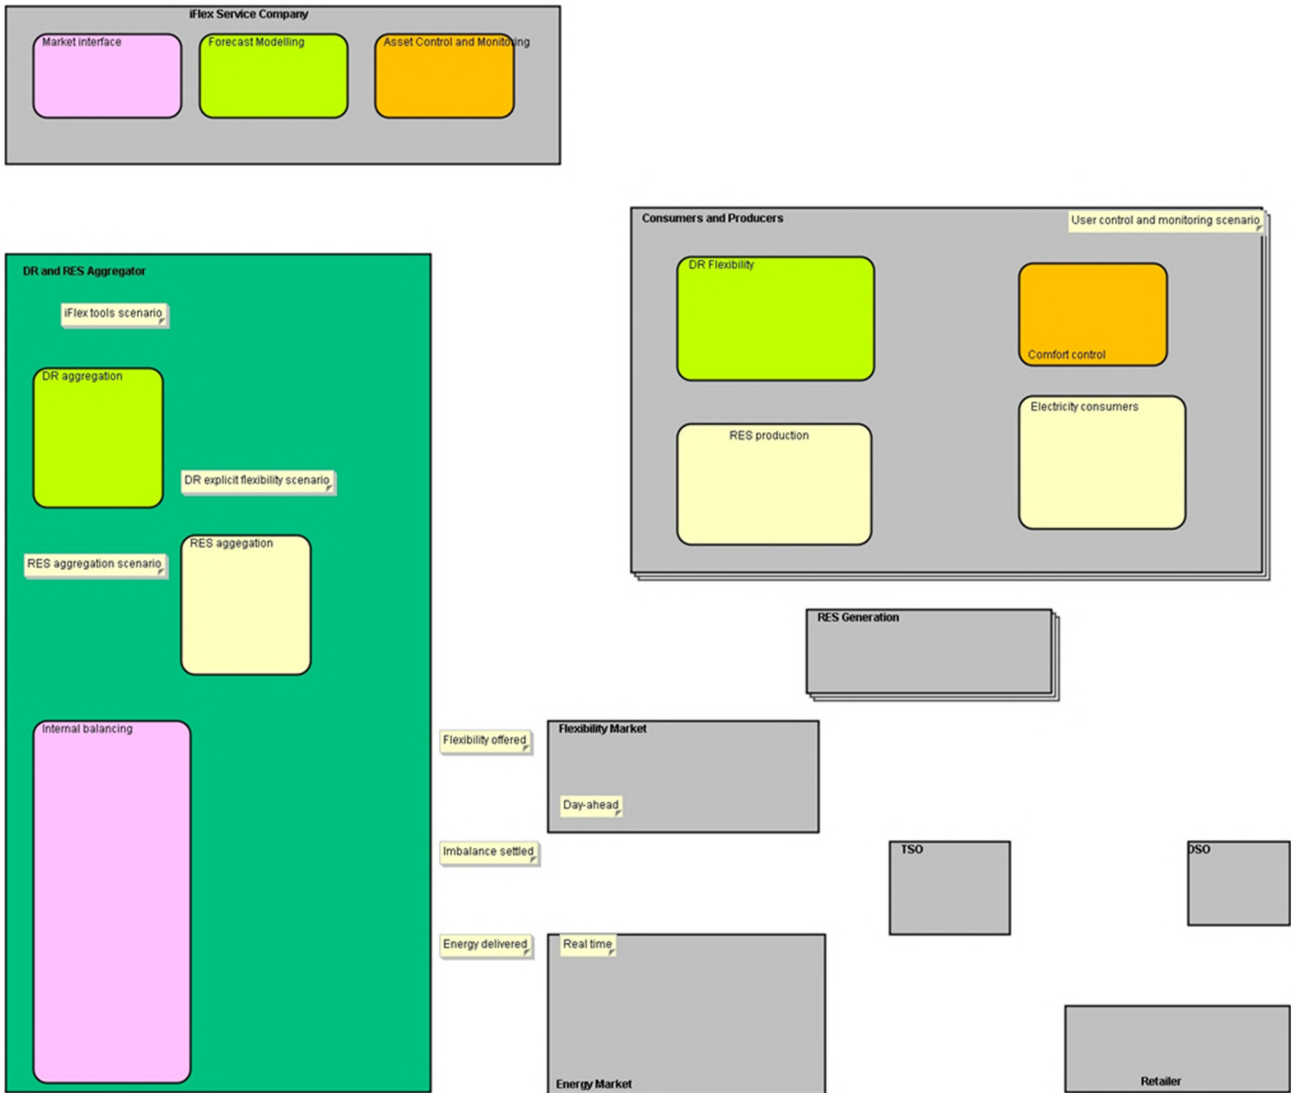 iFlex Service Company
Market interface
Forecast Modelling
Asset Control and Monitoring
Consumers and Producers
User control and monitoring scenario
DR Flexibility
Comfort control
RES production
Electricity consumers
DR and RES Aggregator
iFlex tools scenario
DR aggregation
DR explicit flexibility scenario
RES aggregation scenario
RES aggegation
Internal balancing
RES Generation
Flexibility offered
Flexibility Market
Day-ahead
Imbalance settled
TSO
DSO
Energy delivered
Real time
Energy Market
Retailer